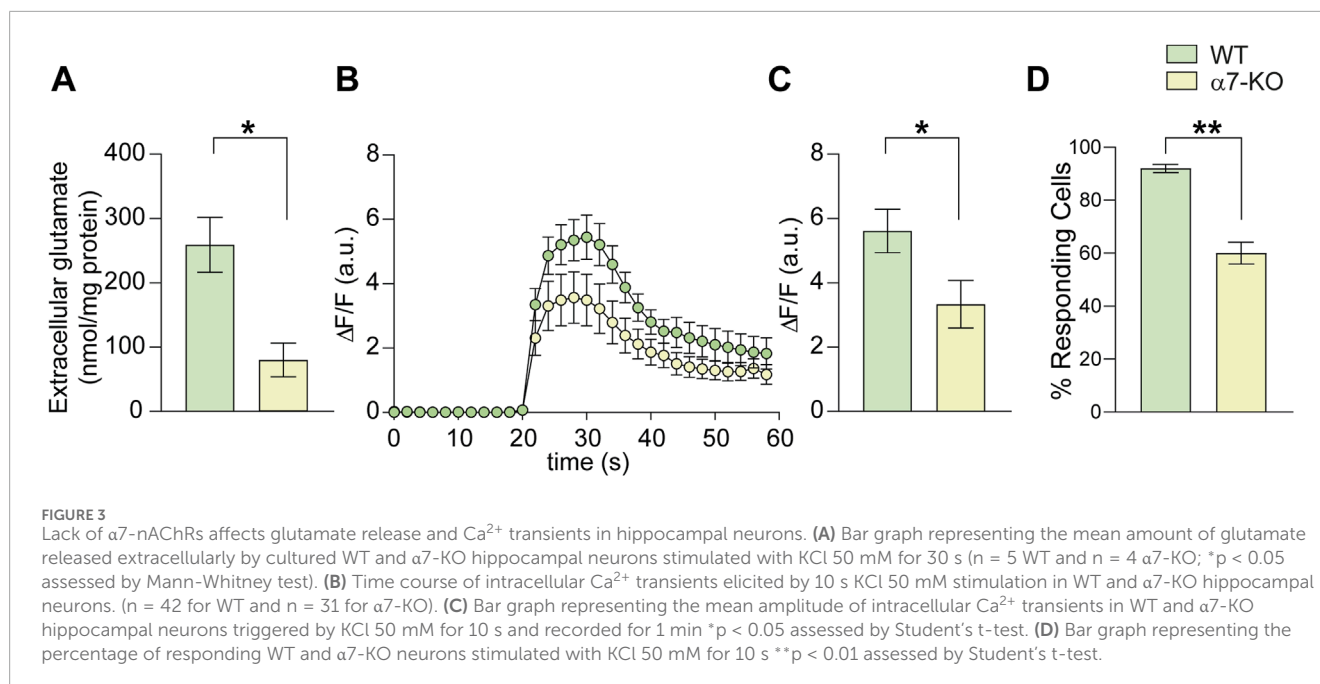 WT
α7-KO
A
B
C
D
*
*
**
Extracellular glutamate
(nmol/mg protein)
400
300
200
100
0
ΔF/F (a.u.)
8
6
4
2
0
0 10 20 30 40 50 60
time (s)
ΔF/F (a.u.)
8
6
4
2
0
% Responding Cells
100
80
60
40
20
0
FIGURE 3
Lack of α7-nAChRs affects glutamate release and Ca²⁺ transients in hippocampal neurons. (A) Bar graph representing the mean amount of glutamate
released extracellularly by cultured WT and α7-KO hippocampal neurons stimulated with KCl 50 mM for 30 s (n = 5 WT and n = 4 α7-KO; *p < 0.05
assessed by Mann-Whitney test). (B) Time course of intracellular Ca²⁺ transients elicited by 10 s KCl 50 mM stimulation in WT and α7-KO hippocampal
neurons. (n = 42 for WT and n = 31 for α7-KO). (C) Bar graph representing the mean amplitude of intracellular Ca²⁺ transients in WT and α7-KO
hippocampal neurons triggered by KCl 50 mM for 10 s and recorded for 1 min *p < 0.05 assessed by Student's t-test. (D) Bar graph representing the
percentage of responding WT and α7-KO neurons stimulated with KCl 50 mM for 10 s **p < 0.01 assessed by Student's t-test.